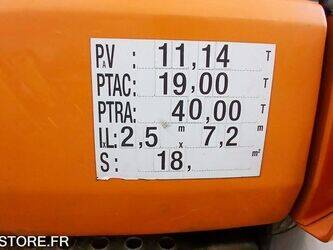 P.V : 11,14 T
PTAC: 19,00 T
PTRA: 40,00 T
l.L: 2,5 m x 7,2 m
S : 18, m²
STORE.FR